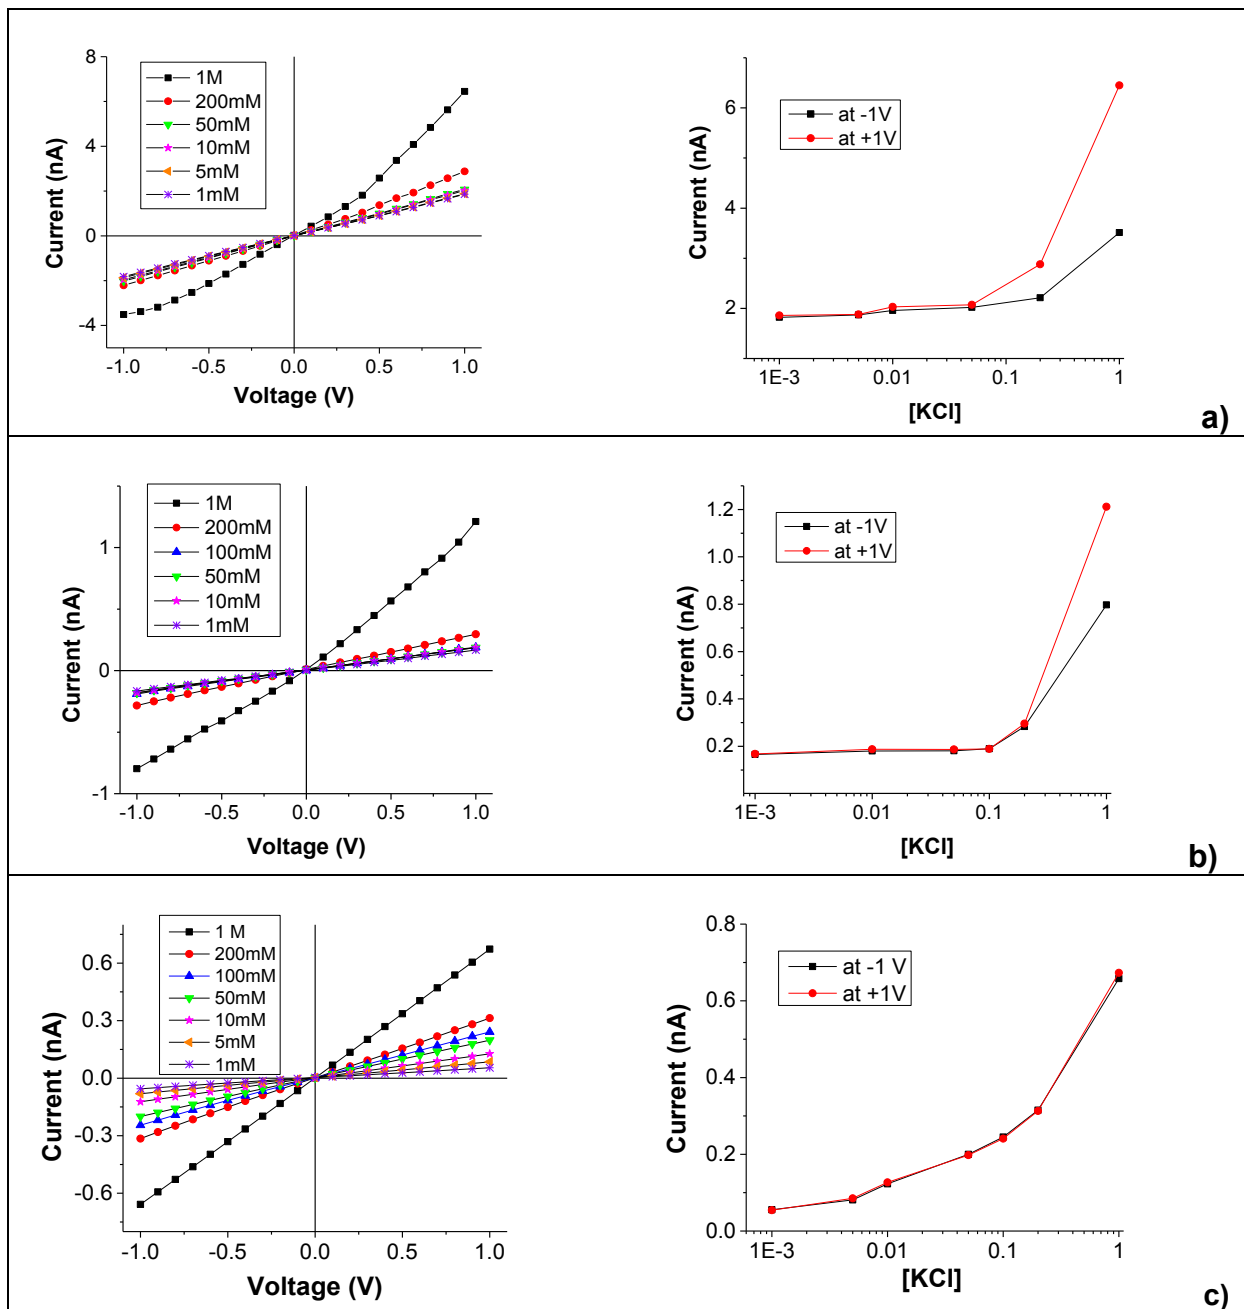 8
4
0
-4
Current (nA)
1M
200mM
50mM
10mM
5mM
1mM
-1.0
-0.5
0.0
0.5
1.0
Voltage (V)
6
4
2
Current (nA)
at -1V
at +1V
1E-3
0.01
0.1
1
[KCl]
a)
1
0
-1
Current (nA)
1M
200mM
100mM
50mM
10mM
1mM
-1.0
-0.5
0.0
0.5
1.0
Voltage (V)
1.2
1.0
0.8
0.6
0.4
0.2
Current (nA)
at -1V
at +1V
1E-3
0.01
0.1
1
[KCl]
b)
0.6
0.3
0.0
-0.3
-0.6
Current (nA)
1 M
200mM
100mM
50mM
10mM
5mM
1mM
-1.0
-0.5
0.0
0.5
1.0
Voltage (V)
0.8
0.6
0.4
0.2
0.0
Current (nA)
at -1 V
at +1V
1E-3
0.01
0.1
1
[KCl]
c)